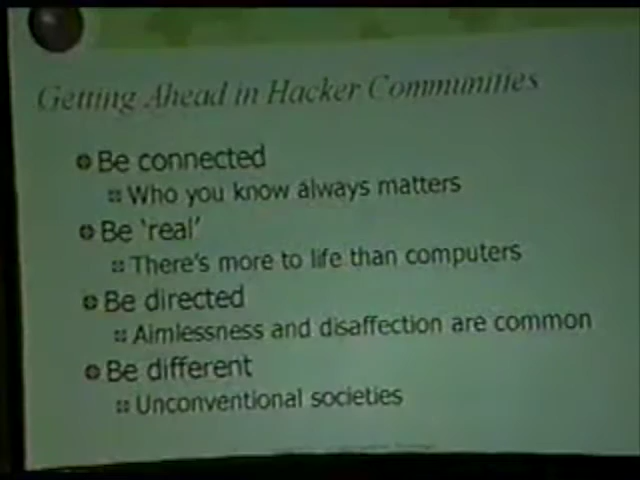 Getting Ahead in Hacker Communities
Be connected
Who you know always matters
Be 'real'
There's more to life than computers
Be directed
Aimlessness and disaffection are common
Be different
Unconventional societies